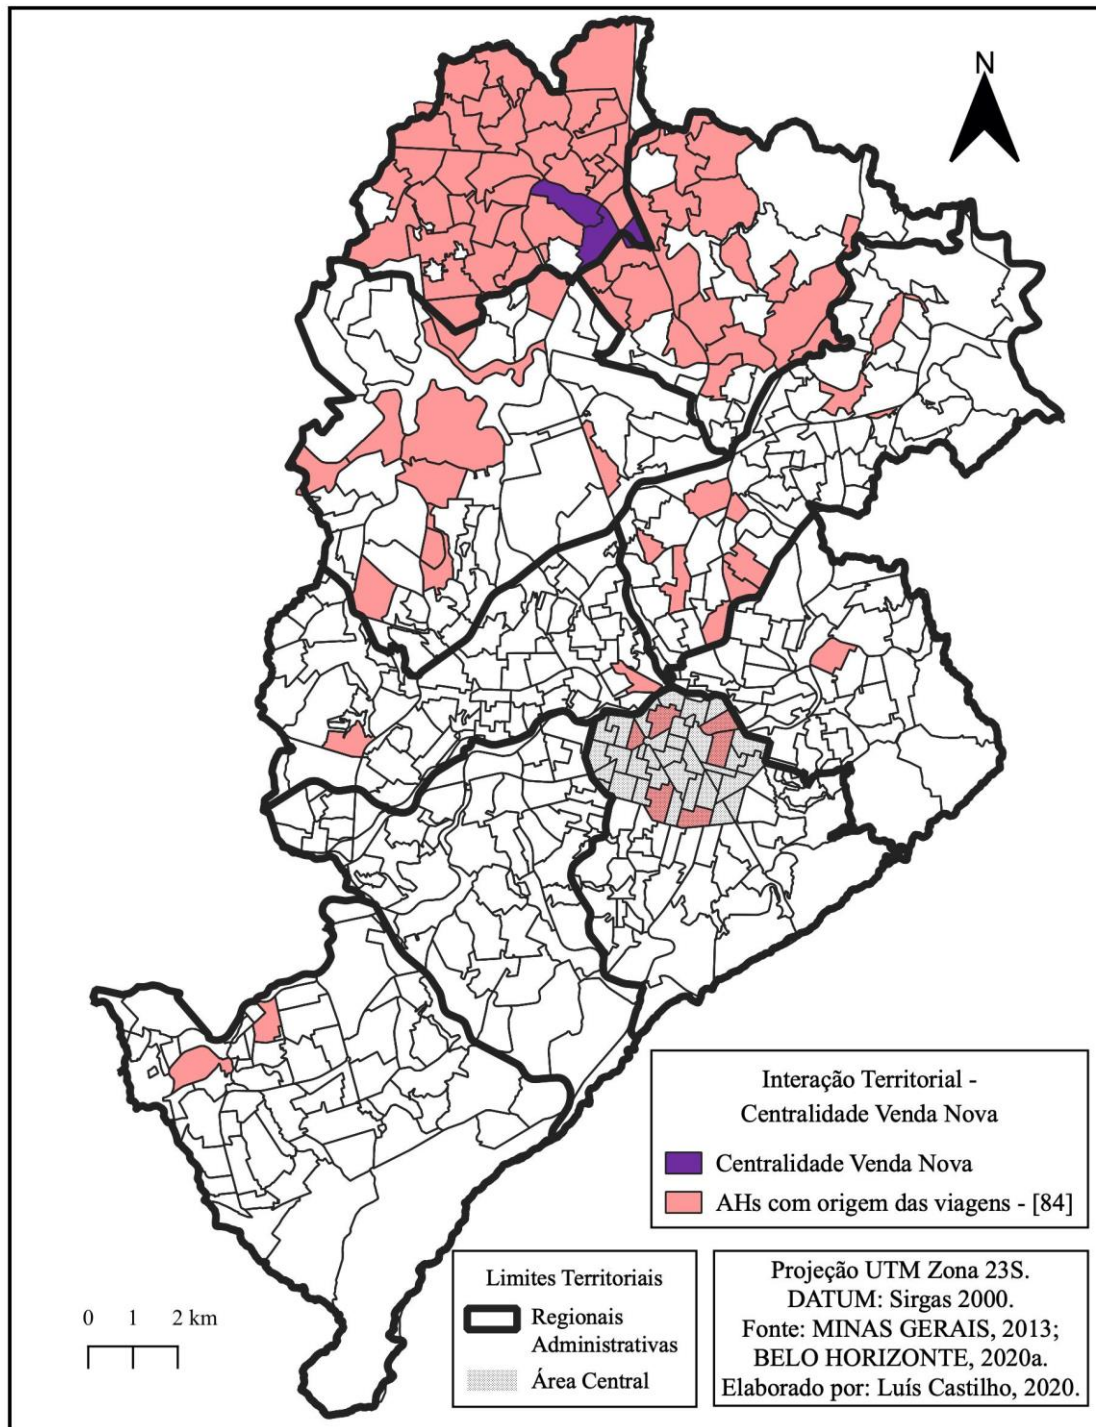 N
Interação Territorial -
Centralidade Venda Nova
Centralidade Venda Nova
AHs com origem das viagens - [84]
Limites Territoriais
Regionais
Administrativas
Área Central
Projeção UTM Zona 23S.
DATUM: Sirgas 2000.
Fonte: MINAS GERAIS, 2013;
BELO HORIZONTE, 2020a.
Elaborado por: Luís Castilho, 2020.
0 1 2 km